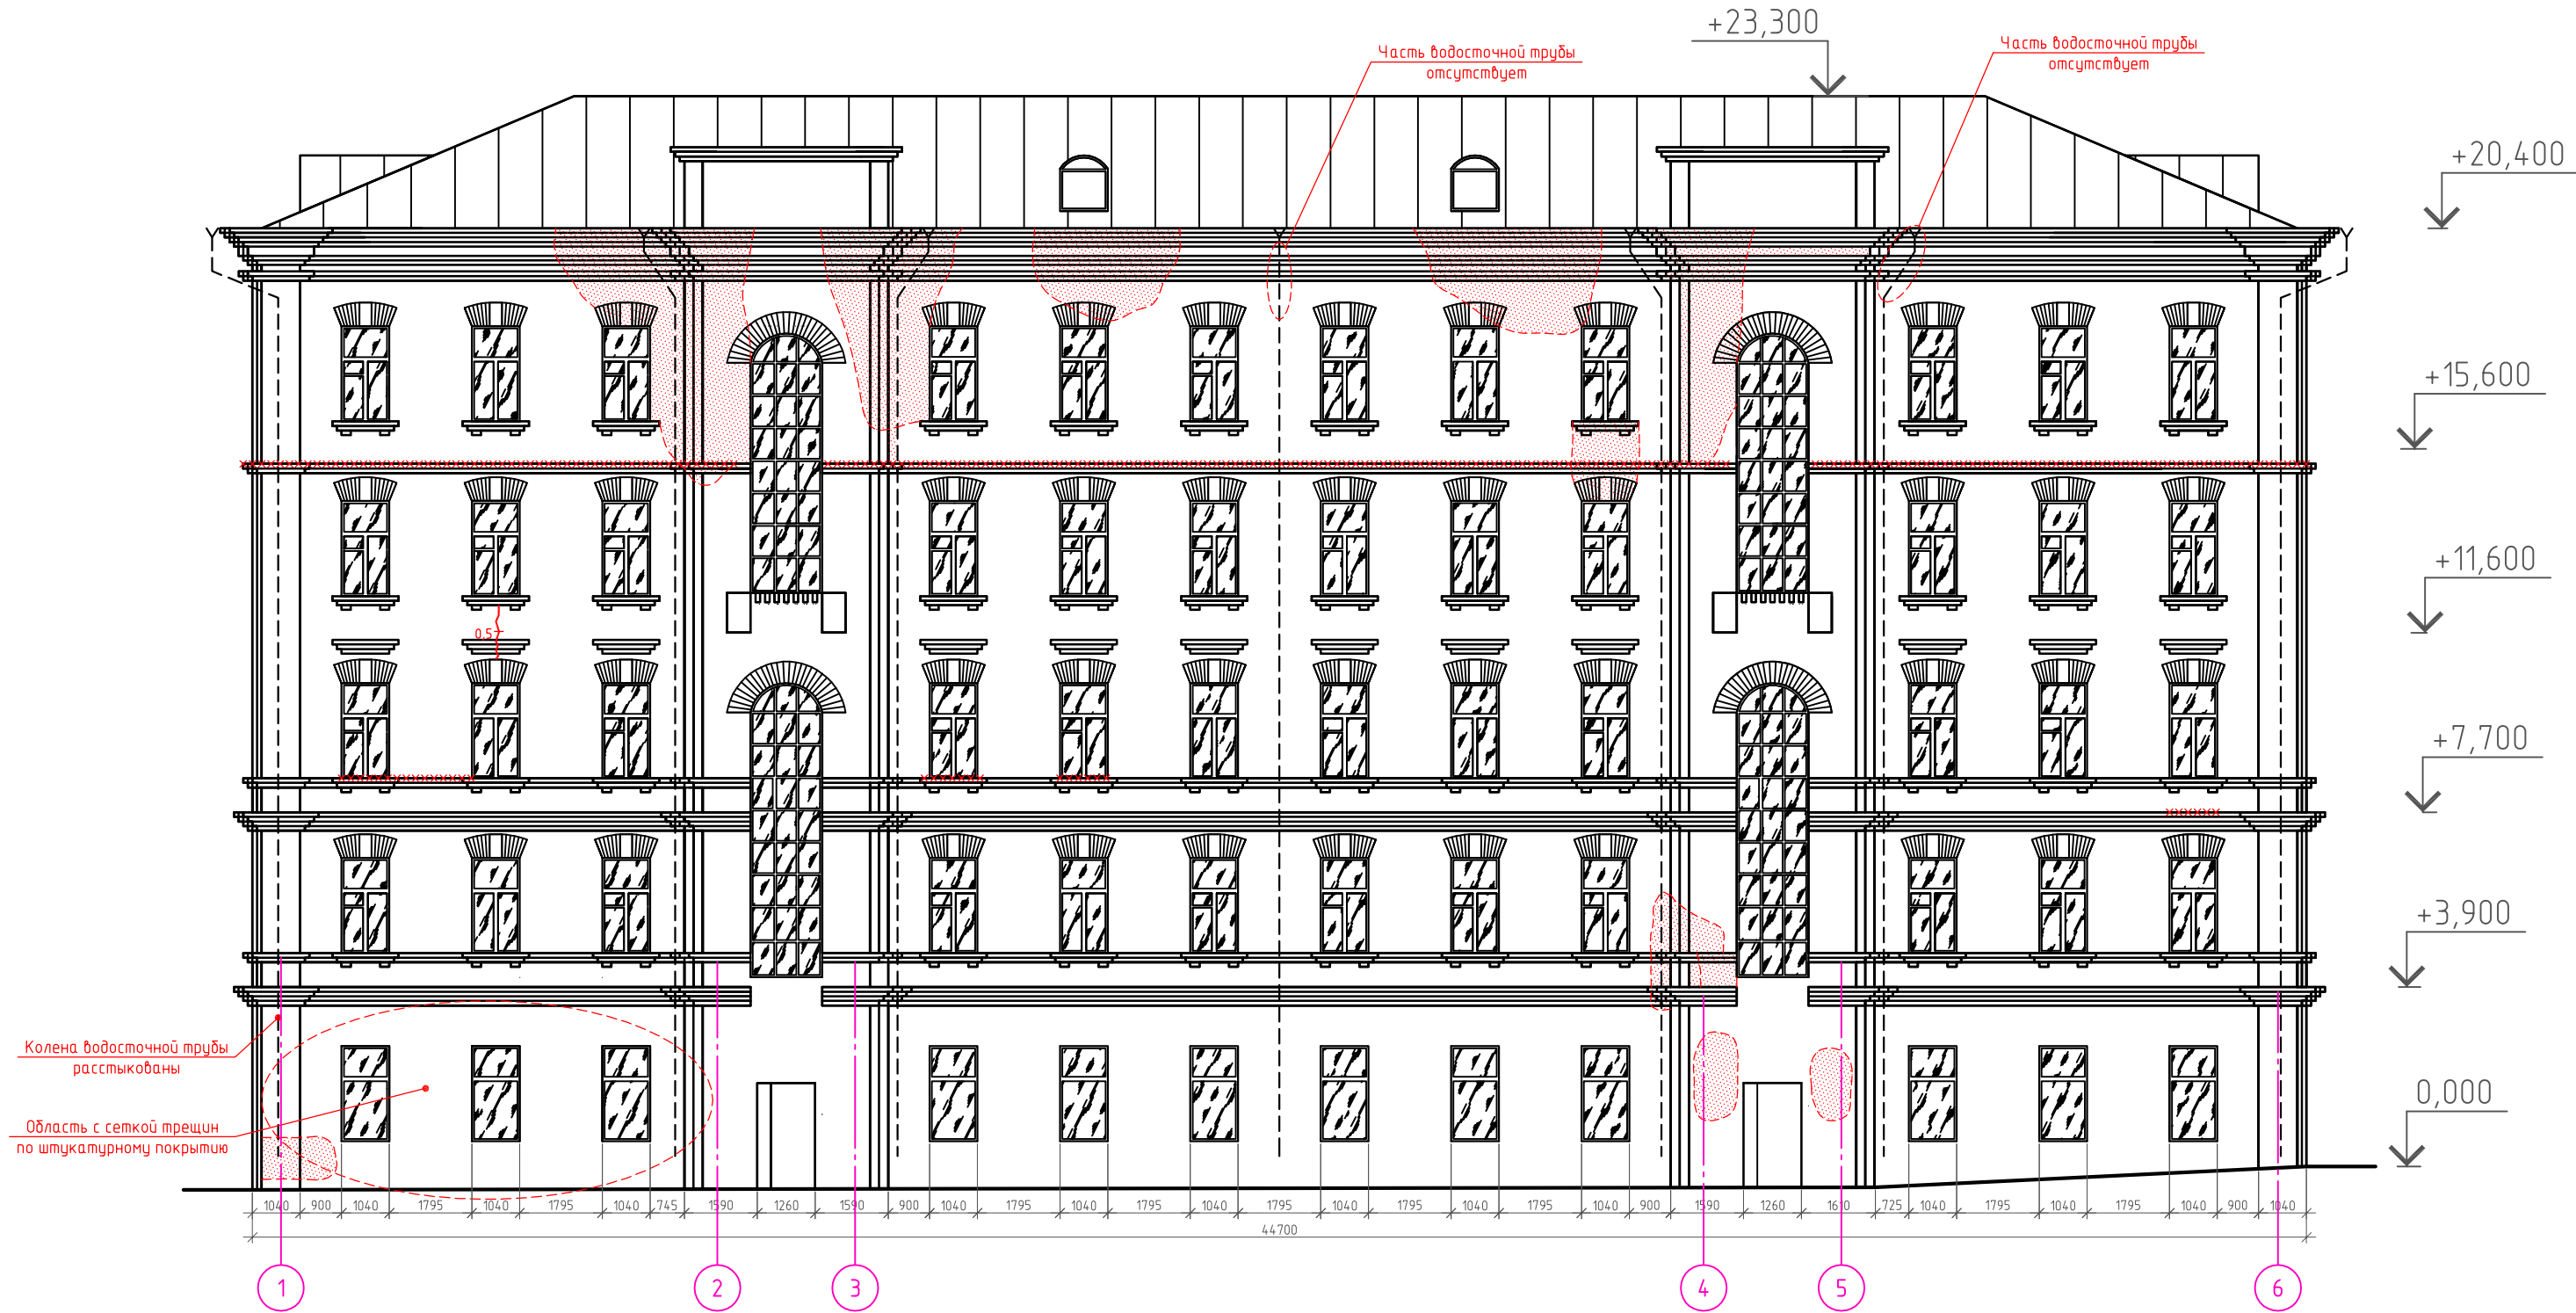 +23,300
Часть водосточной трубы
отсутствует
Часть водосточной трубы
отсутствует
+20,400
+15,600
+11,600
0,5
+7,700
+3,900
Колена водосточной трубы
расстыкованы
0,000
Область с сеткой трещин
по штукатурному покрытию
1040 900 1040 1795 1040 1795 1040 745 1590 1260 1590 900 1040 1795 1040 1795 1040 1795 1040 1795 1040 1795 1040 900 1590 1260 1610 725 1040 1795 1040 1795 1040 900 1040
44700
1 2 3 4 5 6